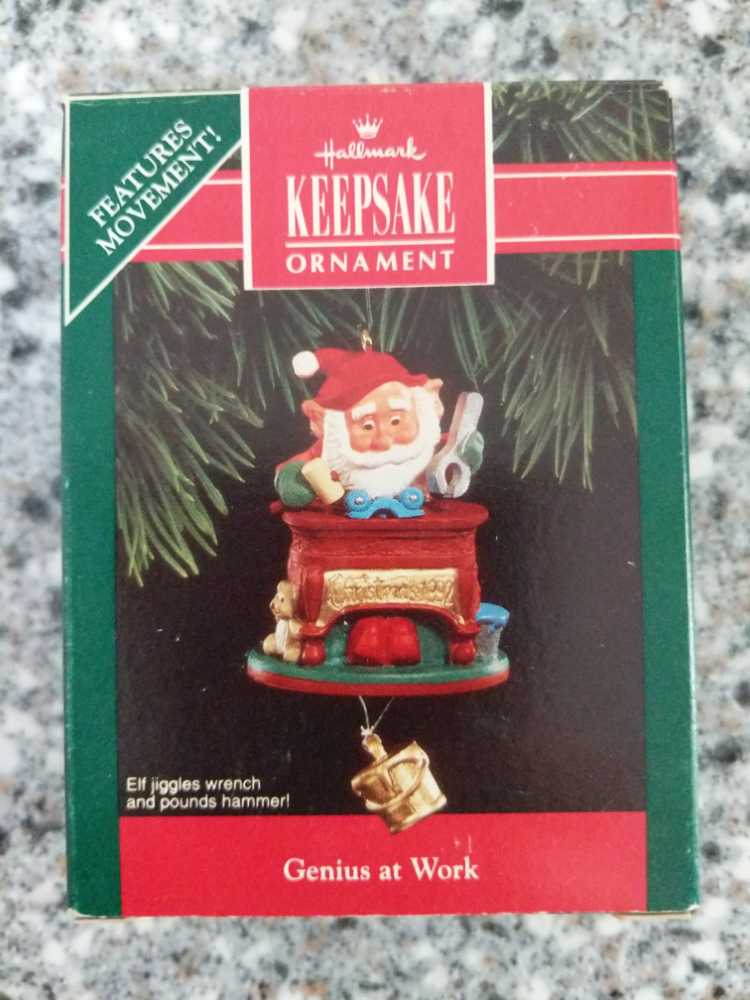 FEATURES
MOVEMENT!
Hallmark
KEEPSAKE
ORNAMENT
Elf jiggles wrench
and pounds hammer!
Genius at Work